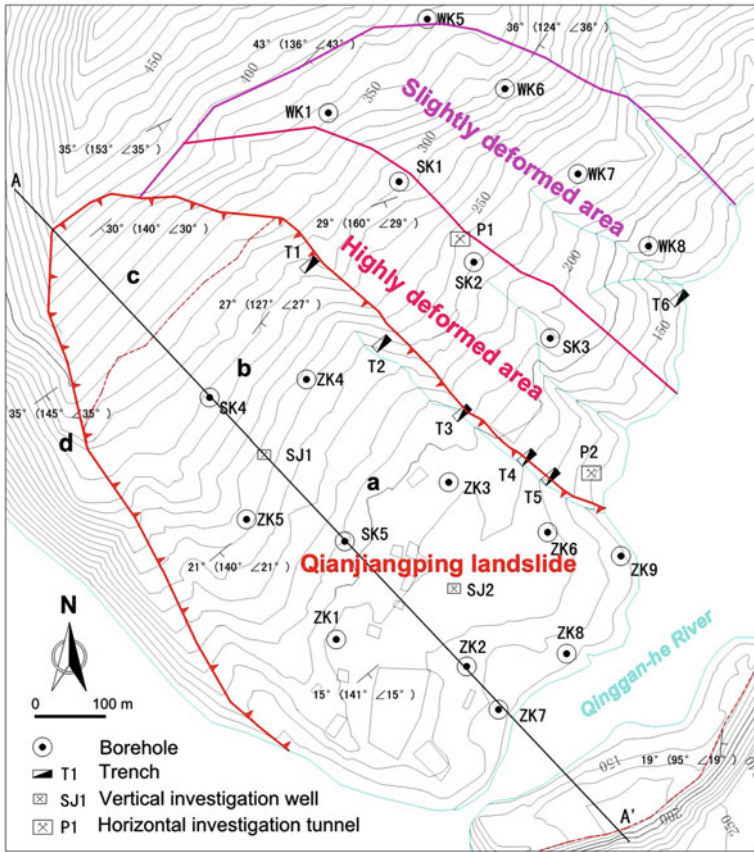 WK5
36° (124° ∠36°)
43° (136° ∠43°)
450
400
WK6
350
WK1
Slightly deformed area
300
35° (153° ∠35°)
SK1
WK7
A
250
29° (160° ∠29°)
P1
30° (140° ∠30°)
SK2
WK8
T1
200
Highly deformed area
c
T6
27° (127° ∠27°)
150
T2
SK3
b
ZK4
SK4
35° (145° ∠35°)
T3
d
SJ1
T4
P2
a
ZK3
T5
ZK5
SK5
ZK6
Qianjiangping landslide
ZK9
21° (140° ∠21°)
SJ2
N
ZK1
ZK8
ZK2
Qinggan-he River
0 100 m
15° (141° ∠15°)
ZK7
Borehole
150
19° (95° ∠19°)
T1 Trench
SJ1 Vertical investigation well
A'
200
250
P1 Horizontal investigation tunnel